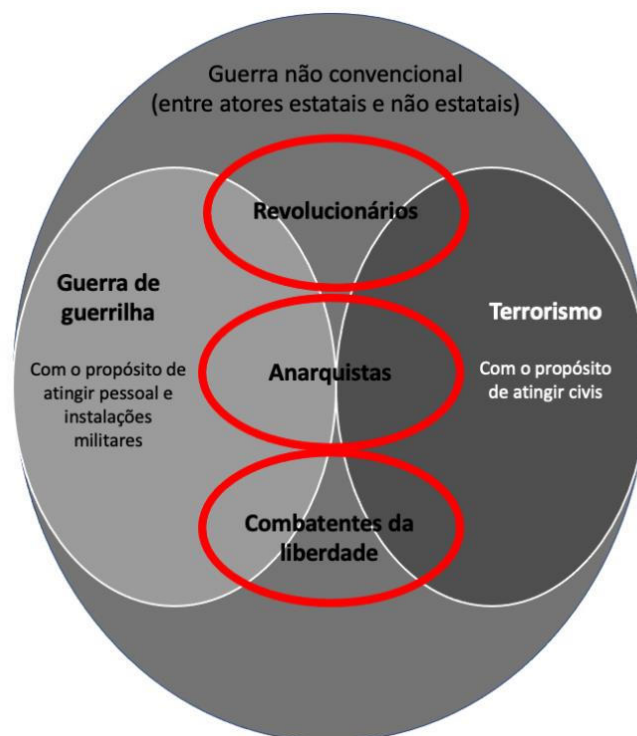 Guerra não convencional
(entre atores estatais e não estatais)
Revolucionários
Guerra de
guerrilha
Com o propósito de
atingir pessoal e
instalações
militares
Anarquistas
Terrorismo
Com o propósito
de atingir civis
Combatentes da
liberdade